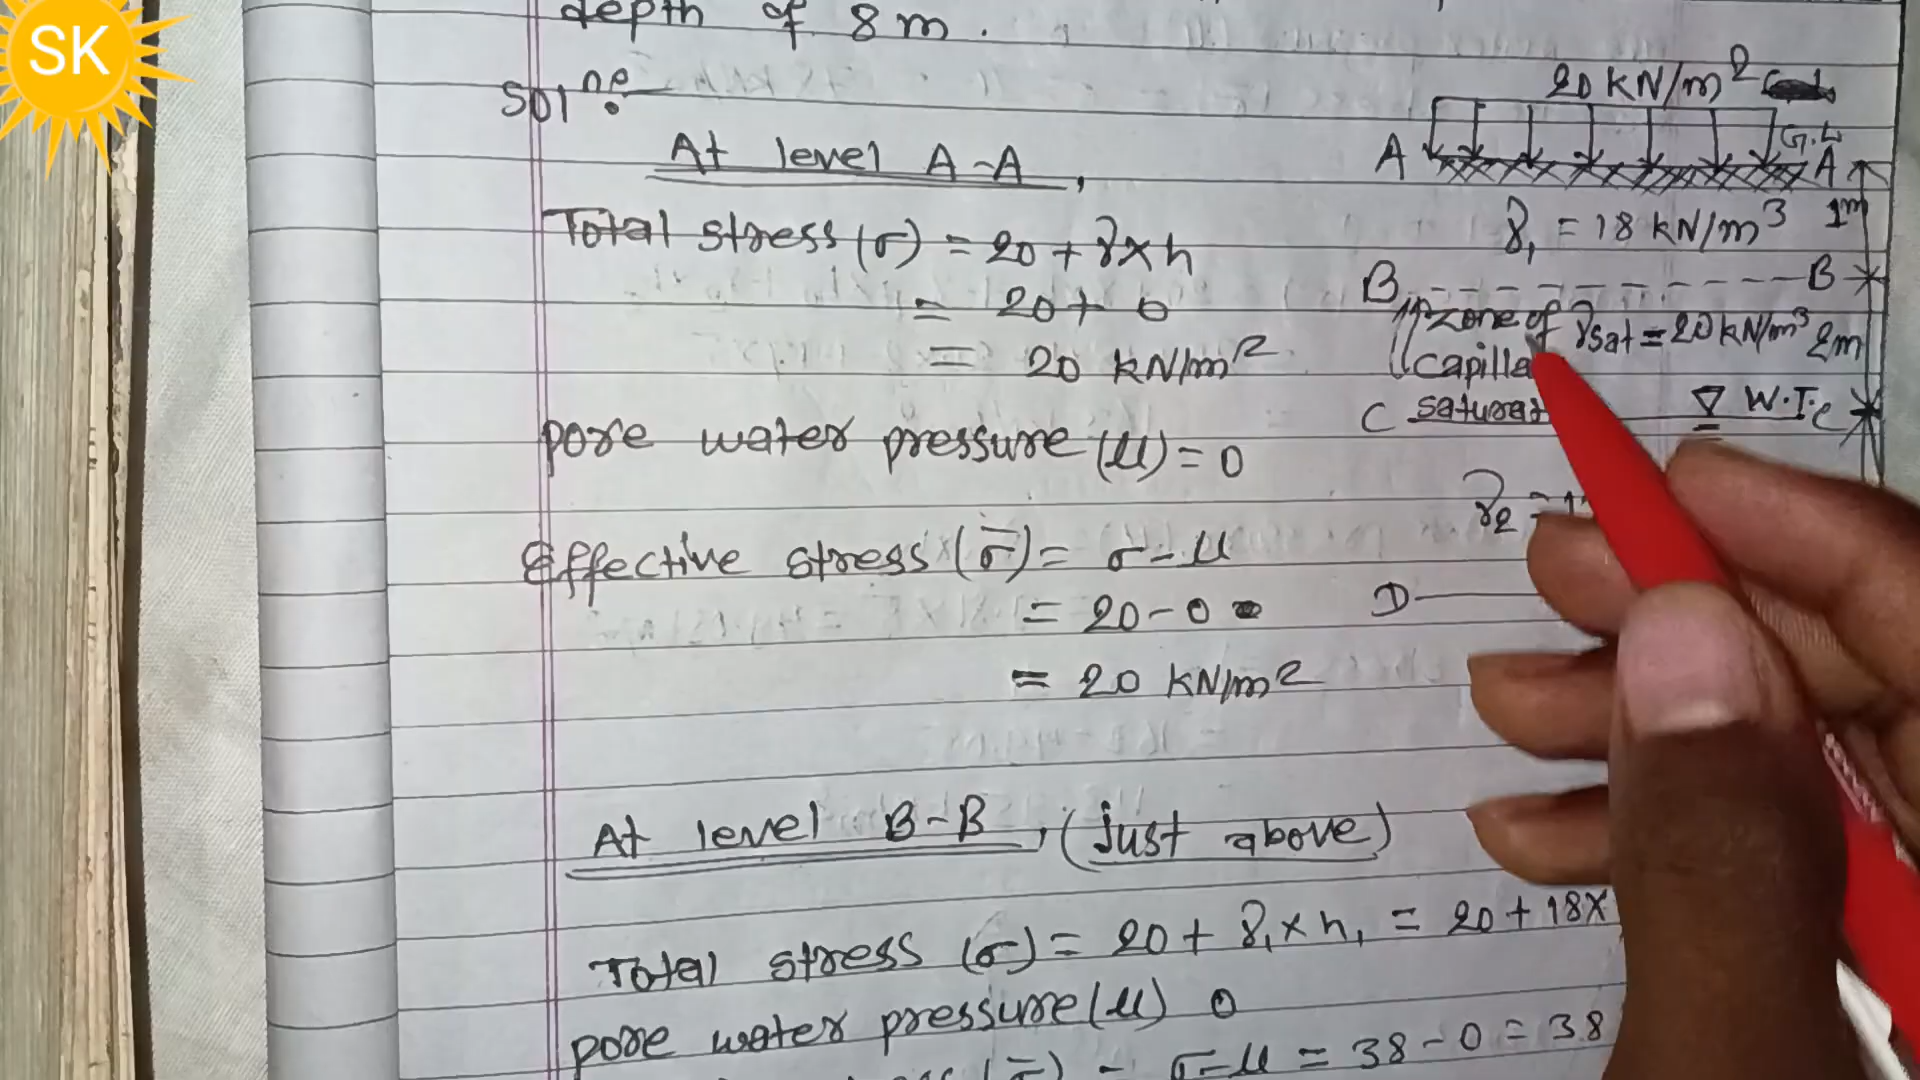 SK
depth of 8m.
Solne:
At level A-A,
Total stress (σ) = 20 + γ × h
= 20 + 0
= 20 kN/m2
pore water pressure (u) = 0
Effective stress (σ̄) = σ - u
= 20 - 0
= 20 kN/m2
At level B-B, (just above)
Total stress (σ) = 20 + γ1 × h1 = 20 + 18 ×
pore water pressure (u) 0
σ - u = 38 - 0 = 38
20 kN/m2
G.L
A A
γ1 = 18 kN/m3 1m
B B
zone of γsat = 20 kN/m3 2m
capilla
C saturat W.T. C
γ2 =
D